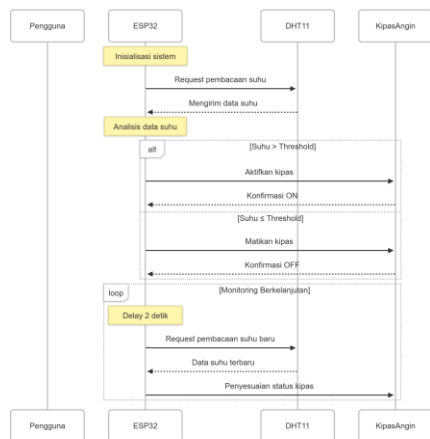 Pengguna ESP32 DHT11 KipasAngin
Inisialisasi sistem
Request pembacaan suhu
Mengirim data suhu
Analisis data suhu
alt [Suhu > Threshold]
Aktifkan kipas
Konfirmasi ON
[Suhu ≤ Threshold]
Matikan kipas
Konfirmasi OFF
loop [Monitoring Berkelanjutan]
Delay 2 detik
Request pembacaan suhu baru
Data suhu terbaru
Penyesuaian status kipas
Pengguna ESP32 DHT11 KipasAngin